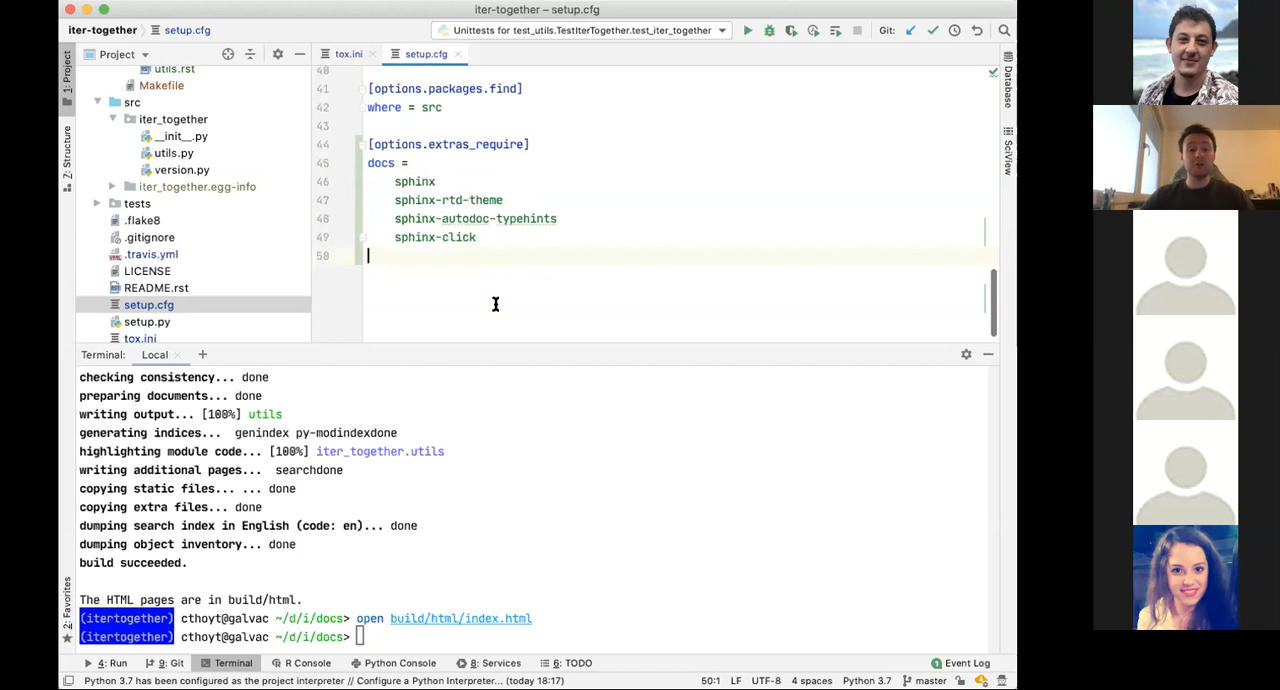 iter-together – setup.cfg
iter-together setup.cfg
Unittests for test_utils.TestIterTogether.test_iter_together
Git:
Project
tox.ini
setup.cfg
utils.rst
Makefile
src
iter_together
__init__.py
utils.py
version.py
iter_together.egg-info
tests
.flake8
.gitignore
.travis.yml
LICENSE
README.rst
setup.cfg
setup.py
tox.ini
40
41 [options.packages.find]
42 where = src
43
44 [options.extras_require]
45 docs =
46 sphinx
47 sphinx-rtd-theme
48 sphinx-autodoc-typehints
49 sphinx-click
50
1: Project
Z: Structure
2: Favorites
Database
SciView
Terminal: Local
checking consistency... done
preparing documents... done
writing output... [100%] utils
generating indices... genindex py-modindexdone
highlighting module code... [100%] iter_together.utils
writing additional pages... searchdone
copying static files... ... done
copying extra files... done
dumping search index in English (code: en)... done
dumping object inventory... done
build succeeded.
The HTML pages are in build/html.
(itertogether) cthoyt@galvac ~/d/i/docs> open build/html/index.html
(itertogether) cthoyt@galvac ~/d/i/docs>
4: Run 9: Git Terminal R Console Python Console 8: Services 6: TODO Event Log
Python 3.7 has been configured as the project interpreter // Configure a Python Interpreter... (today 18:17) 50:1 LF UTF-8 4 spaces Python 3.7 master